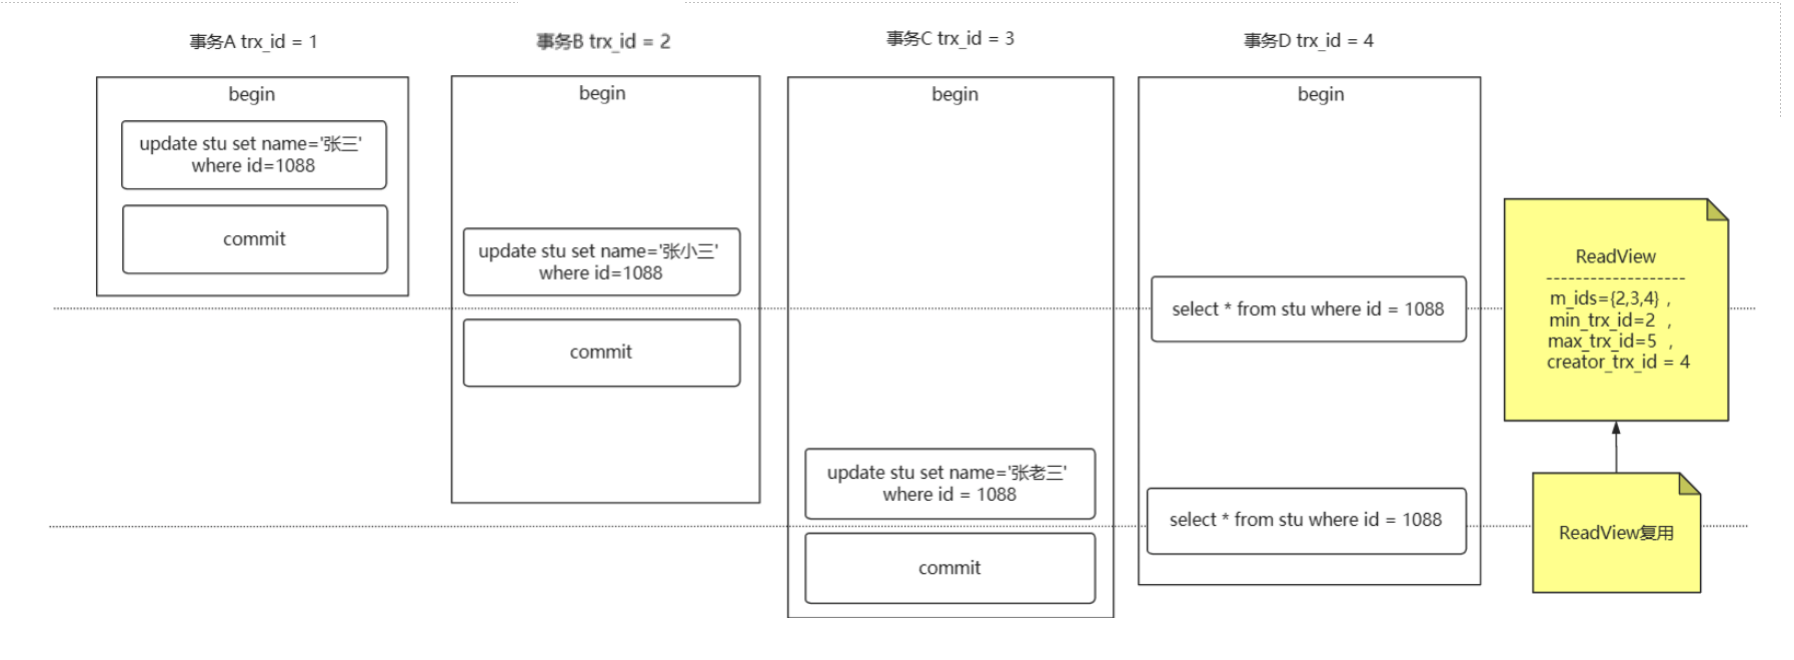 事务A trx_id = 1
begin
update stu set name='张三'
where id=1088
commit
事务B trx_id = 2
begin
update stu set name='张小三'
where id=1088
commit
事务C trx_id = 3
begin
update stu set name='张老三'
where id = 1088
commit
事务D trx_id = 4
begin
select * from stu where id = 1088
select * from stu where id = 1088
ReadView
-------------------
m_ids={2,3,4} ,
min_trx_id=2 ,
max_trx_id=5 ,
creator_trx_id = 4
ReadView复用